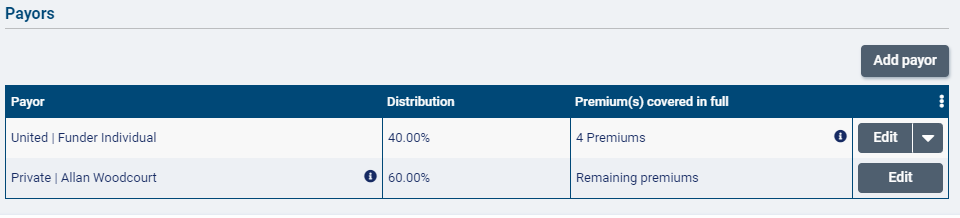 Payors
Add payor
Payor Distribution Premium(s) covered in full
United | Funder Individual 40.00% 4 Premiums Edit
Private | Allan Woodcourt 60.00% Remaining premiums Edit